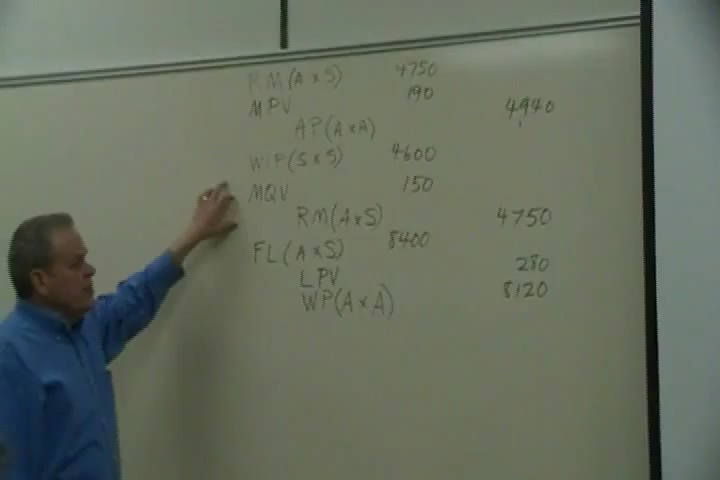 RM (A x S) 4750
MPV 190
AP (A x A) 4940
WIP (S x S) 4600
MQV 150
RM (A x S) 4750
FL (A x S) 8400
LPV 280
WP (A x A) 8120